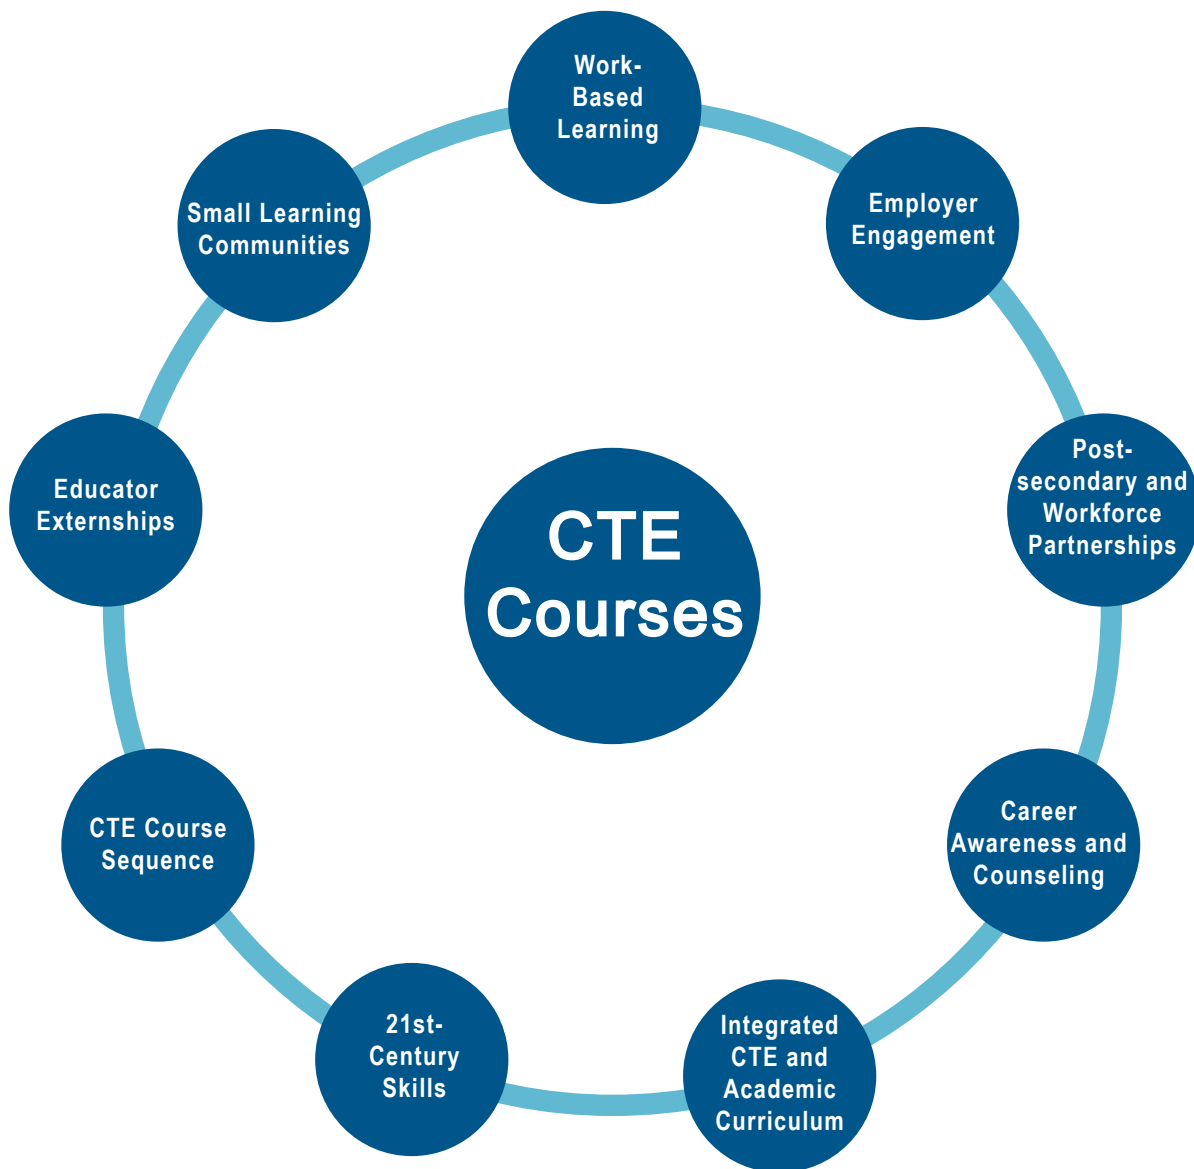 Work-
Based
Learning
Employer
Engagement
Post-
secondary and
Workforce
Partnerships
Career
Awareness and
Counseling
Integrated
CTE and
Academic
Curriculum
21st-
Century
Skills
CTE Course
Sequence
Educator
Externships
Small Learning
Communities
CTE
Courses